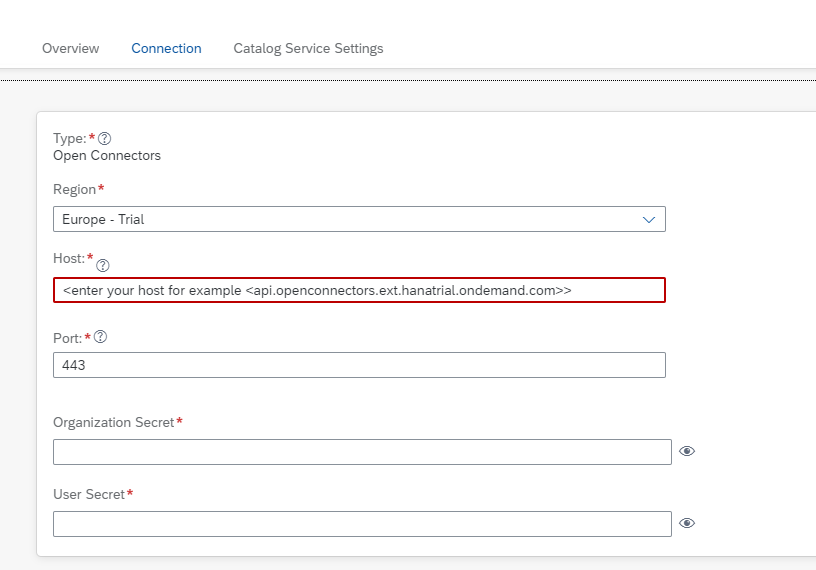 Overview Connection Catalog Service Settings
Type:*
Open Connectors
Region*
Europe - Trial
Host:*
<enter your host for example <api.openconnectors.ext.hanatrial.ondemand.com>>
Port:*
443
Organization Secret*
User Secret*